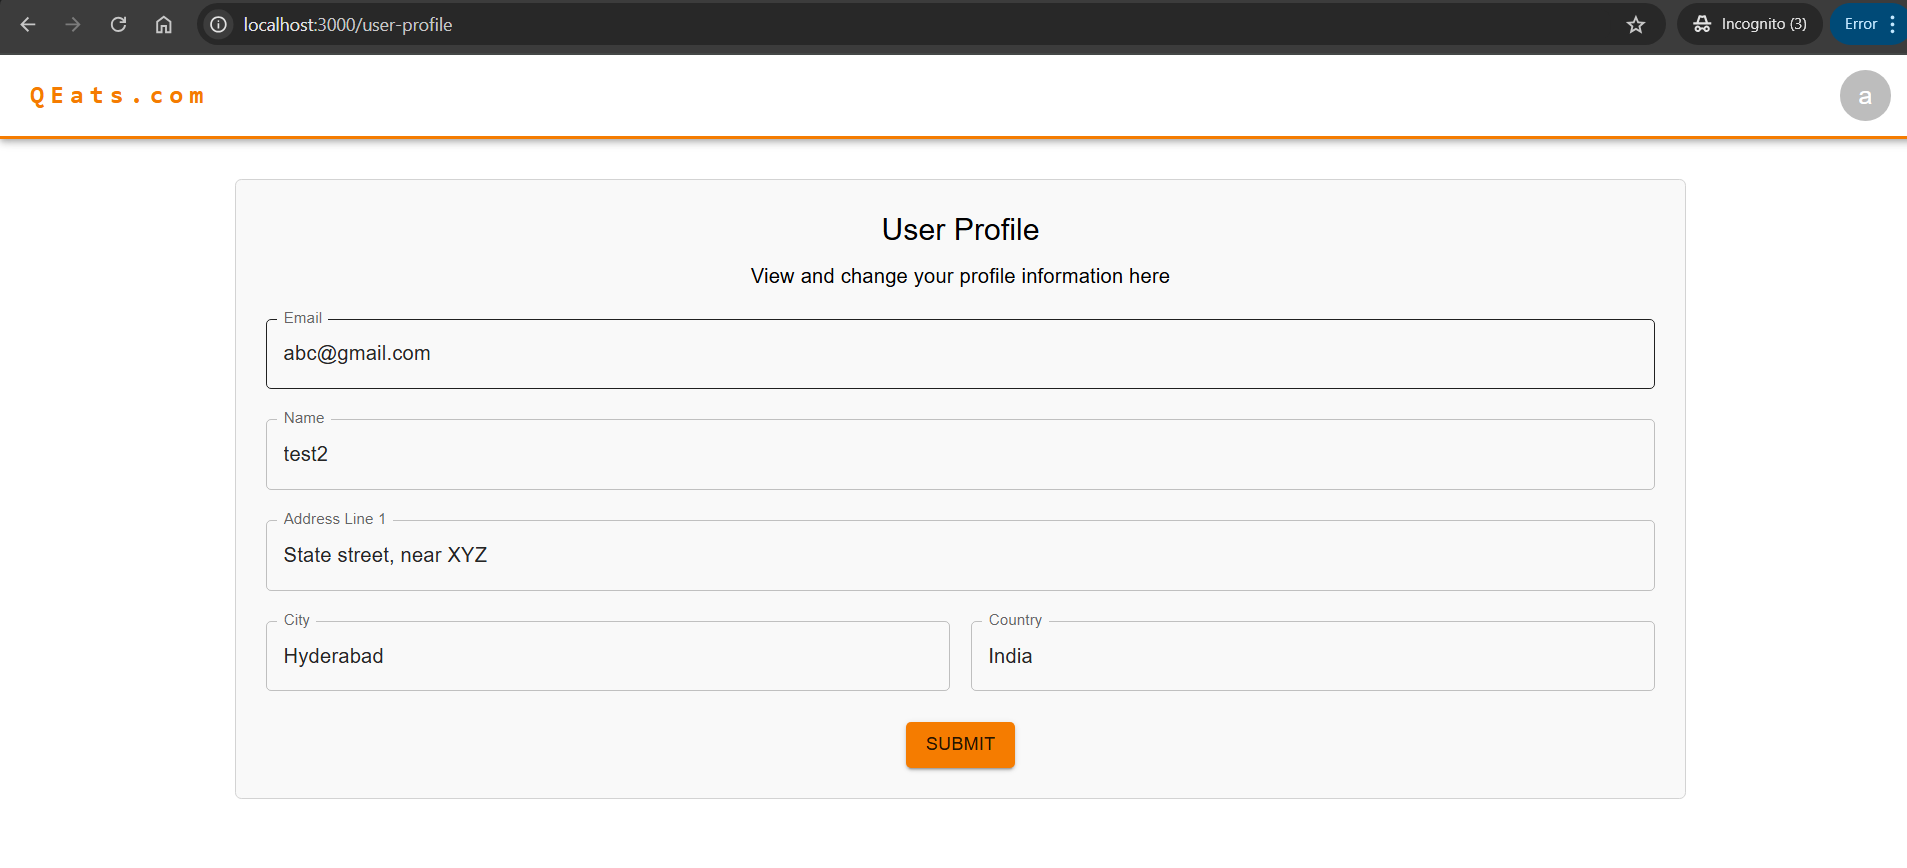 localhost:3000/user-profile
Incognito (3)
Error
QEats.com
a
User Profile
View and change your profile information here
Email
abc@gmail.com
Name
test2
Address Line 1
State street, near XYZ
City
Country
Hyderabad
India
SUBMIT